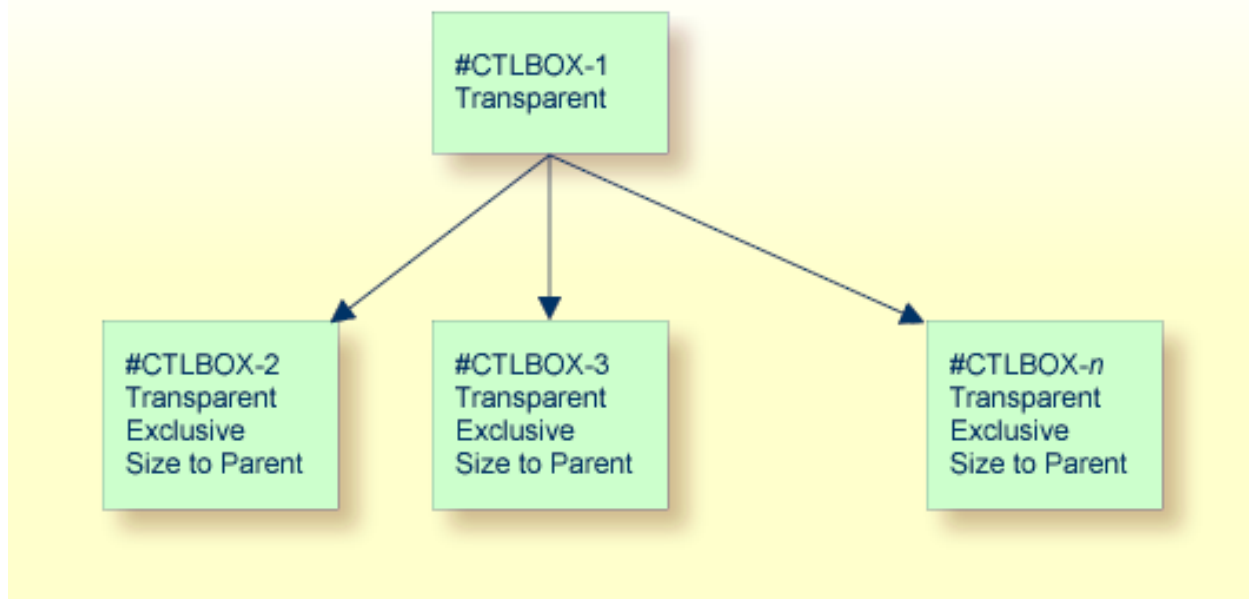 #CTLBOX-1
Transparent
#CTLBOX-2
Transparent
Exclusive
Size to Parent
#CTLBOX-3
Transparent
Exclusive
Size to Parent
#CTLBOX-n
Transparent
Exclusive
Size to Parent